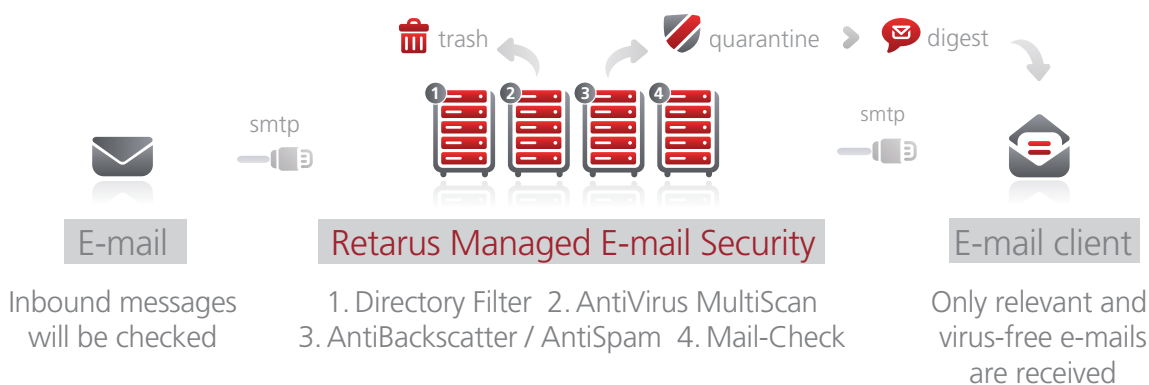 trash
quarantine
digest
1
2
3
4
smtp
smtp
E-mail
Retarus Managed E-mail Security
E-mail client
Inbound messages
will be checked
1. Directory Filter 2. AntiVirus MultiScan
3. AntiBackscatter / AntiSpam 4. Mail-Check
Only relevant and
virus-free e-mails
are received